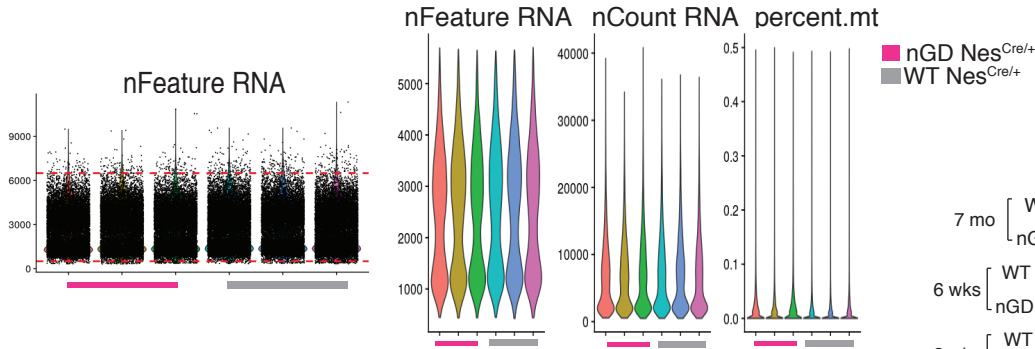 nFeature RNA
9000
6000
3000
0
nFeature RNA
5000
4000
3000
2000
1000
nCount RNA
40000
30000
20000
10000
0
percent.mt
0.5
0.4
0.3
0.2
0.1
0.0
nGD Nes^Cre/+
WT Nes^Cre/+
7 mo
6 wks
WT
nGD
WT